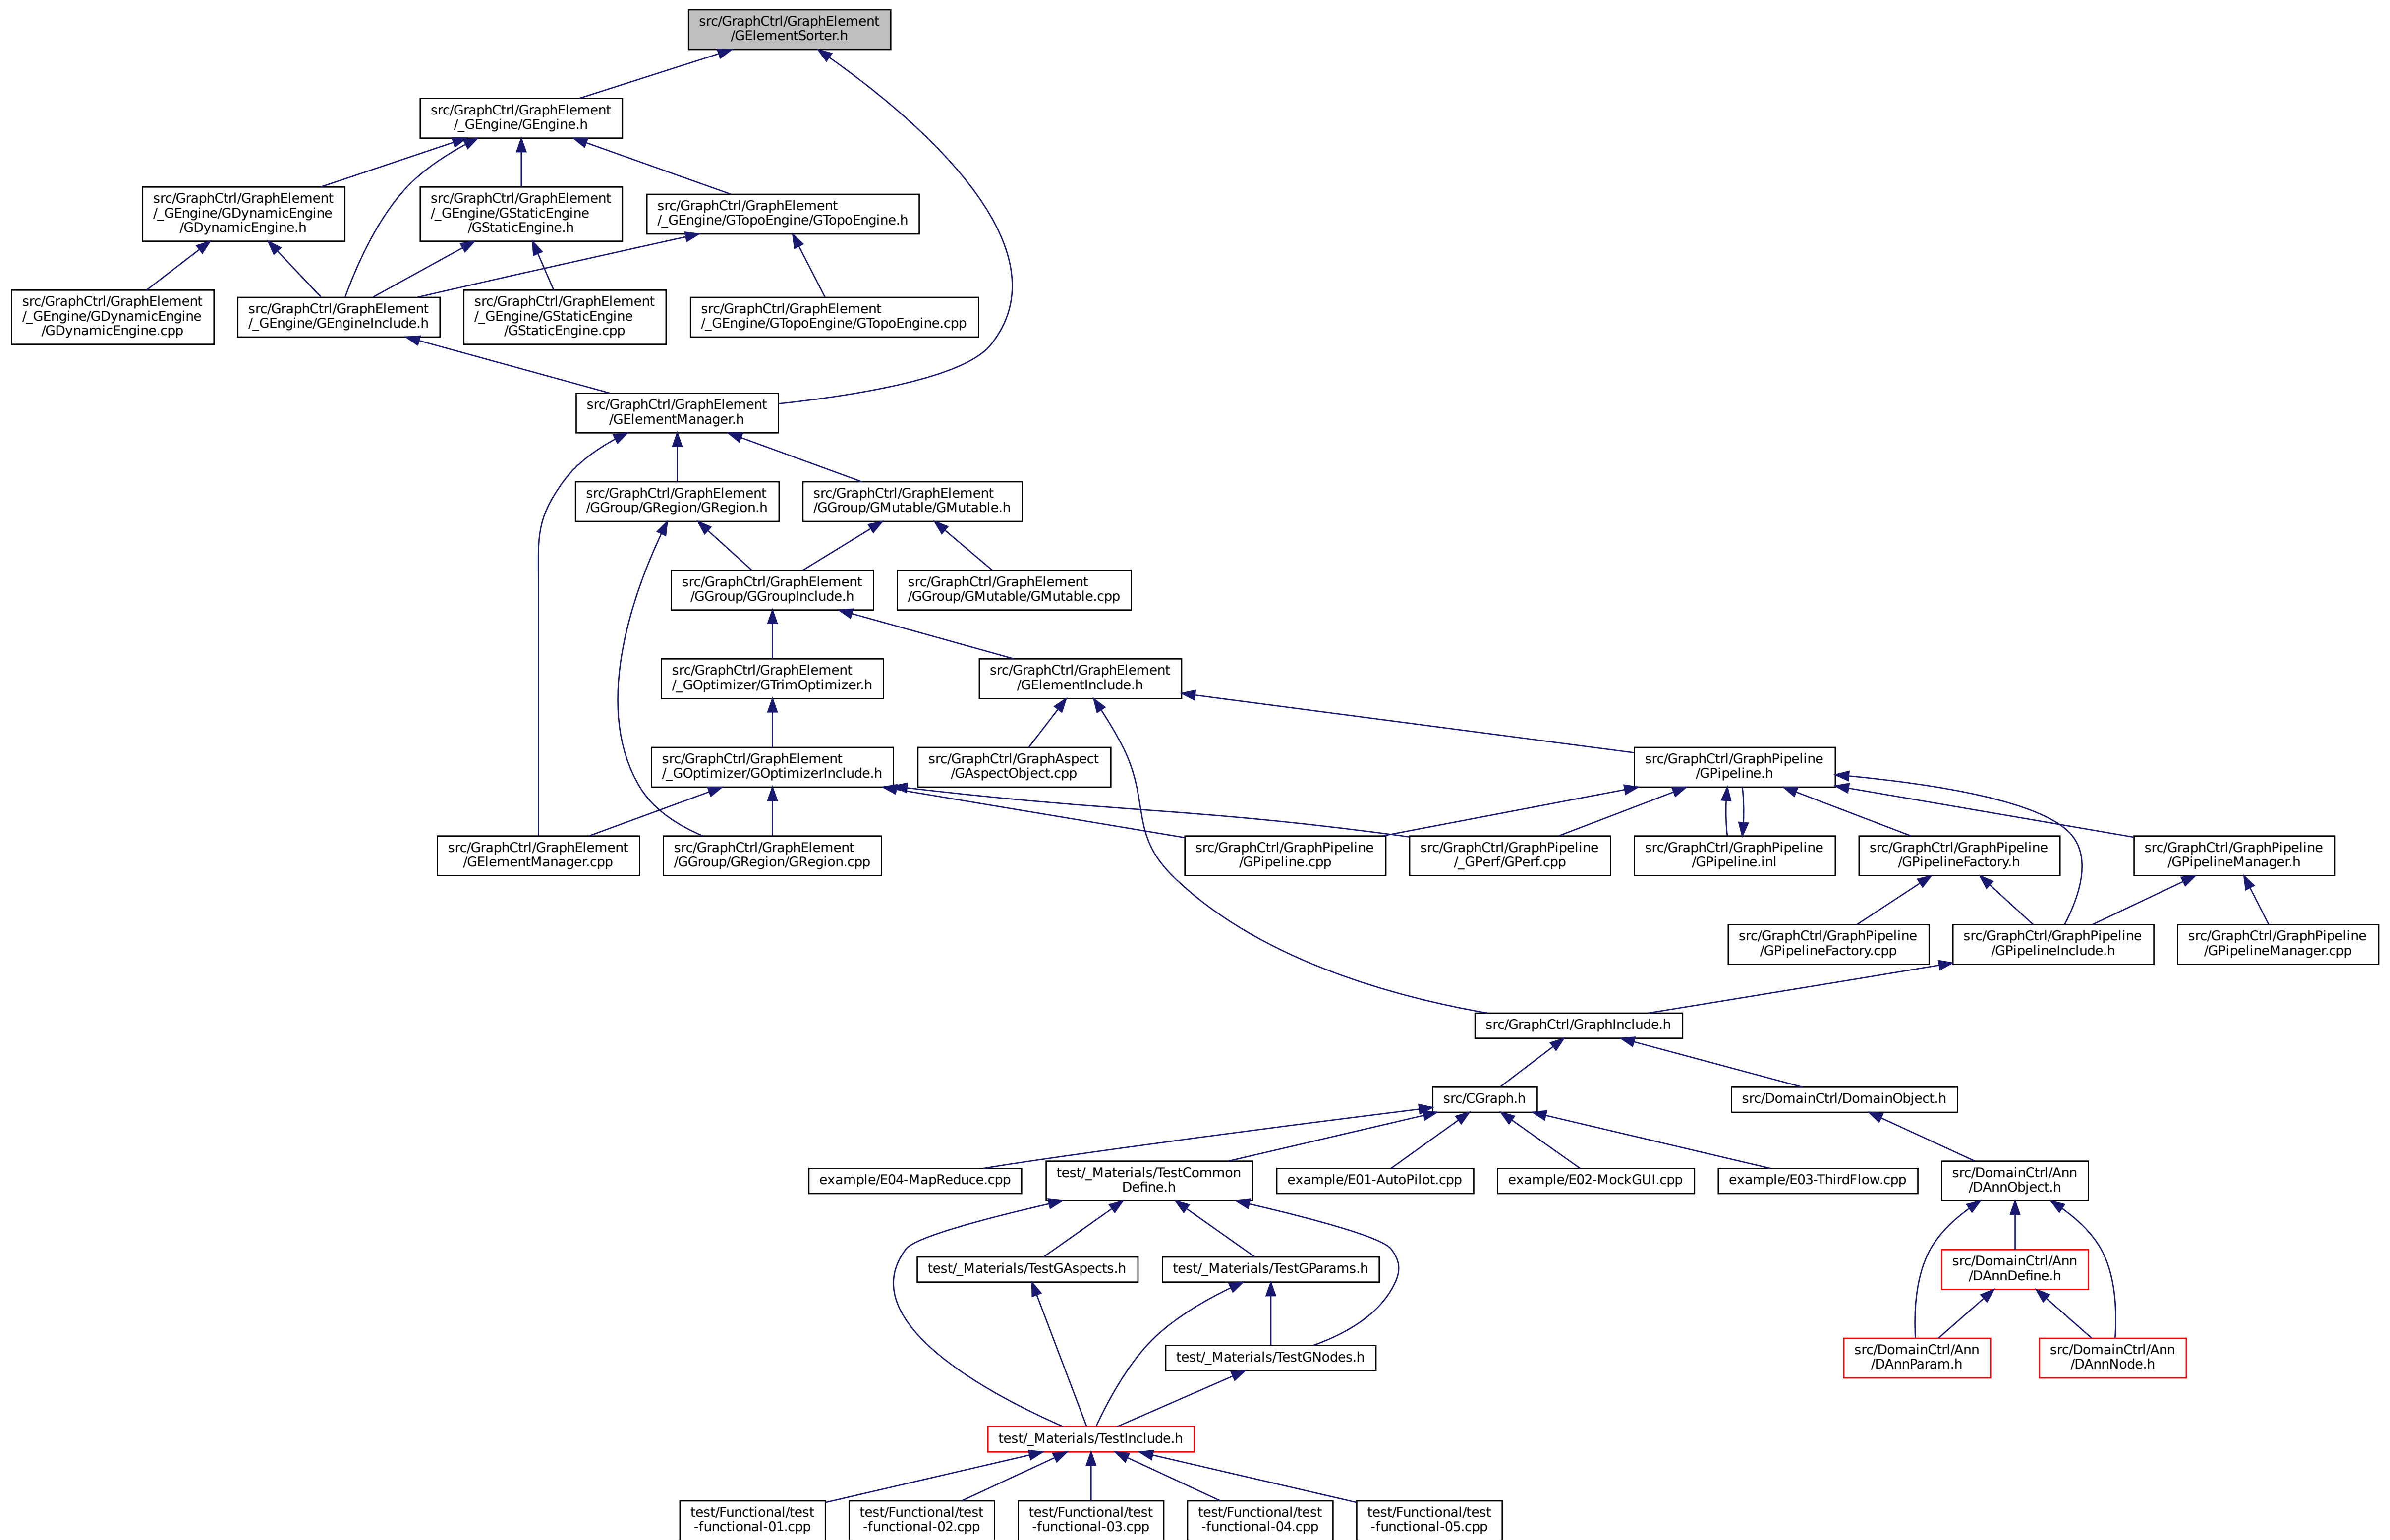 src/GraphCtrl/GraphElement
/GElementSorter.h
src/GraphCtrl/GraphElement
/_GEngine/GEngine.h
src/GraphCtrl/GraphElement
/_GEngine/GDynamicEngine
/GDynamicEngine.h
src/GraphCtrl/GraphElement
/_GEngine/GStaticEngine
/GStaticEngine.h
src/GraphCtrl/GraphElement
/_GEngine/GTopoEngine/GTopoEngine.h
src/GraphCtrl/GraphElement
/_GEngine/GDynamicEngine
/GDynamicEngine.cpp
src/GraphCtrl/GraphElement
/_GEngine/GEngineInclude.h
src/GraphCtrl/GraphElement
/_GEngine/GStaticEngine
/GStaticEngine.cpp
src/GraphCtrl/GraphElement
/_GEngine/GTopoEngine/GTopoEngine.cpp
src/GraphCtrl/GraphElement
/GElementManager.h
src/GraphCtrl/GraphElement
/GGroup/GRegion/GRegion.h
src/GraphCtrl/GraphElement
/GGroup/GMutable/GMutable.h
src/GraphCtrl/GraphElement
/GGroup/GGroupInclude.h
src/GraphCtrl/GraphElement
/GGroup/GMutable/GMutable.cpp
src/GraphCtrl/GraphElement
/_GOptimizer/GTrimOptimizer.h
src/GraphCtrl/GraphElement
/GElementInclude.h
src/GraphCtrl/GraphElement
/_GOptimizer/GOptimizerInclude.h
src/GraphCtrl/GraphAspect
/GAspectObject.cpp
src/GraphCtrl/GraphPipeline
/GPipeline.h
src/GraphCtrl/GraphElement
/GElementManager.cpp
src/GraphCtrl/GraphElement
/GGroup/GRegion/GRegion.cpp
src/GraphCtrl/GraphPipeline
/GPipeline.cpp
src/GraphCtrl/GraphPipeline
/_GPerf/GPerf.cpp
src/GraphCtrl/GraphPipeline
/GPipeline.inl
src/GraphCtrl/GraphPipeline
/GPipelineFactory.h
src/GraphCtrl/GraphPipeline
/GPipelineManager.h
src/GraphCtrl/GraphPipeline
/GPipelineFactory.cpp
src/GraphCtrl/GraphPipeline
/GPipelineInclude.h
src/GraphCtrl/GraphPipeline
/GPipelineManager.cpp
src/GraphCtrl/GraphInclude.h
src/CGraph.h
src/DomainCtrl/DomainObject.h
example/E04-MapReduce.cpp
test/_Materials/TestCommon
Define.h
example/E01-AutoPilot.cpp
example/E02-MockGUI.cpp
example/E03-ThirdFlow.cpp
src/DomainCtrl/Ann
/DAnnObject.h
test/_Materials/TestGAspects.h
test/_Materials/TestGParams.h
src/DomainCtrl/Ann
/DAnnDefine.h
test/_Materials/TestGNodes.h
src/DomainCtrl/Ann
/DAnnParam.h
src/DomainCtrl/Ann
/DAnnNode.h
test/_Materials/TestInclude.h
test/Functional/test
-functional-01.cpp
test/Functional/test
-functional-02.cpp
test/Functional/test
-functional-03.cpp
test/Functional/test
-functional-04.cpp
test/Functional/test
-functional-05.cpp